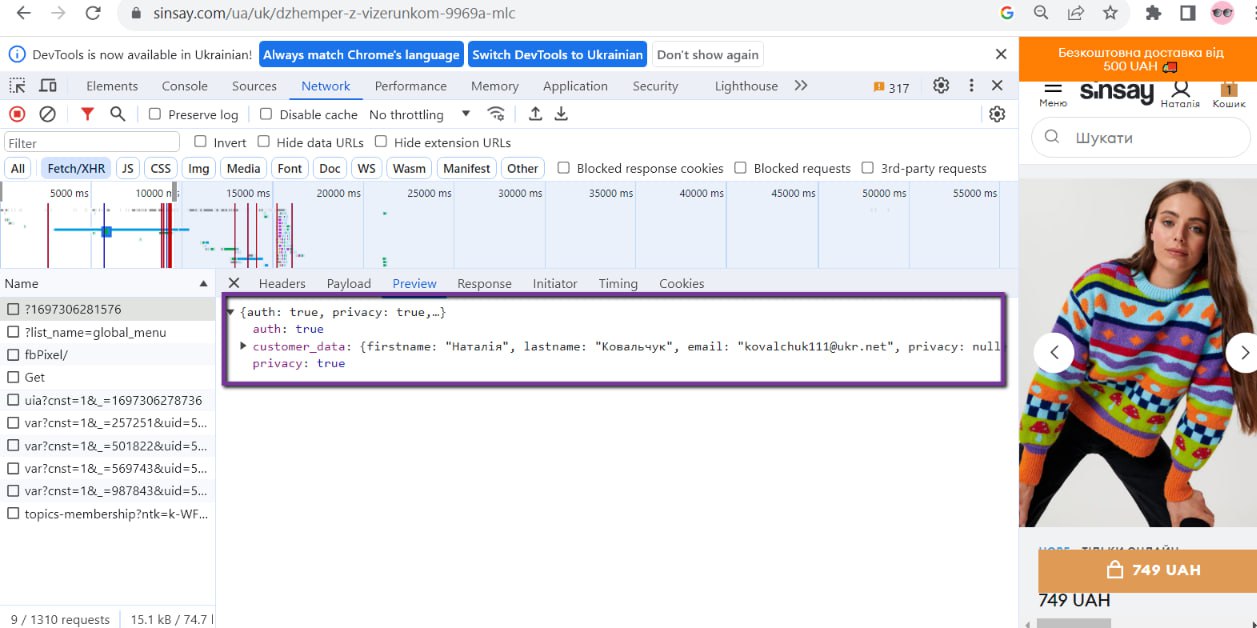 sinsay.com/ua/uk/dzhemper-z-vizerunkom-9969a-mlc
DevTools is now available in Ukrainian! Always match Chrome's language Switch DevTools to Ukrainian Don't show again
Elements Console Sources Network Performance Memory Application Security Lighthouse 317
Preserve log Disable cache No throttling
Filter Invert Hide data URLs Hide extension URLs
All Fetch/XHR JS CSS Img Media Font Doc WS Wasm Manifest Other Blocked response cookies Blocked requests 3rd-party requests
5000 ms 10000 ms 15000 ms 20000 ms 25000 ms 30000 ms 35000 ms 40000 ms 45000 ms 50000 ms 55000 ms
Name
?1697306281576
?list_name=global_menu
fbPixel/
Get
uia?cnst=1&_=1697306278736
var?cnst=1&_=257251&uid=5...
var?cnst=1&_=501822&uid=5...
var?cnst=1&_=569743&uid=5...
var?cnst=1&_=987843&uid=5...
topics-membership?ntk=k-WF...
9 / 1310 requests 15.1 kB / 74.7
Headers Payload Preview Response Initiator Timing Cookies
{auth: true, privacy: true,…}
auth: true
customer_data: {firstname: "Наталія", lastname: "Ковальчук", email: "kovalchuk111@ukr.net", privacy: null
privacy: true
Безкоштовна доставка від
500 UAH
sinsay
1
Меню Наталія Кошик
Шукати
ТІЛЬКИ ОНЛАЙН
749 UAH
749 UAH